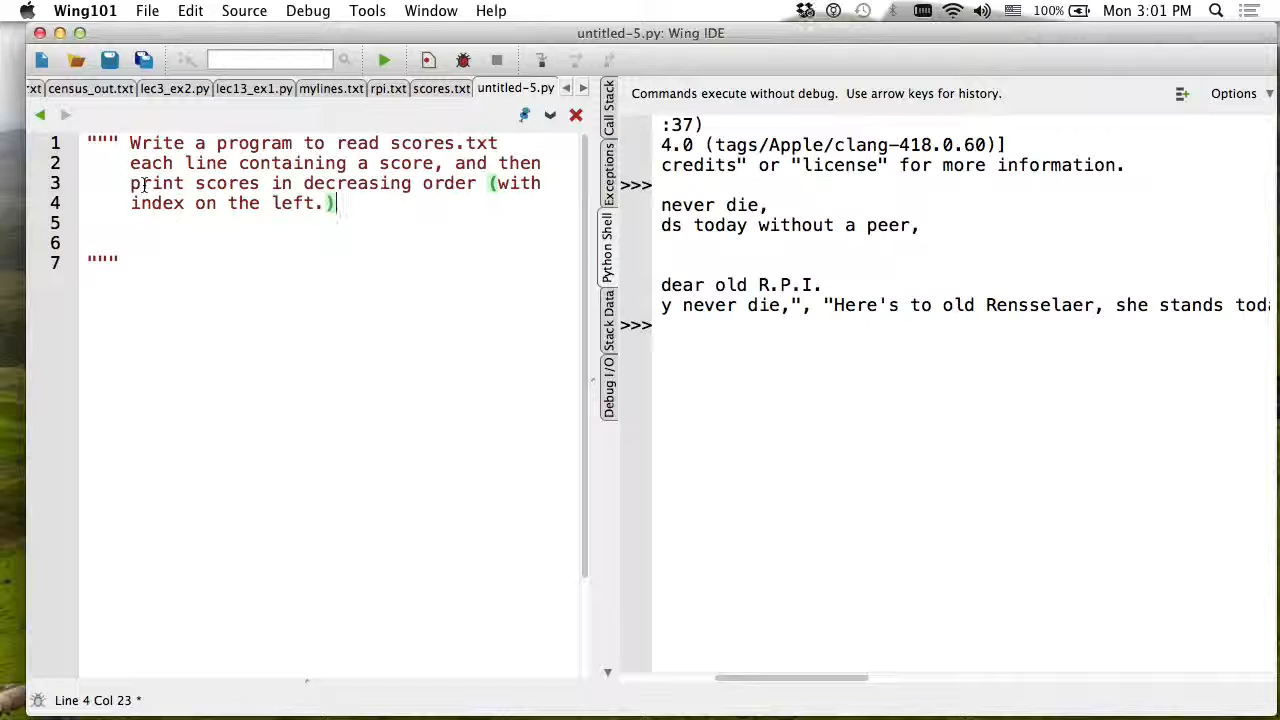 Wing101 File Edit Source Debug Tools Window Help 100% Mon 3:01 PM
untitled-5.py: Wing IDE
xt census_out.txt lec3_ex2.py lec13_ex1.py mylines.txt rpi.txt scores.txt untitled-5.py
Commands execute without debug. Use arrow keys for history. Options
1 """ Write a program to read scores.txt
2 each line containing a score, and then
3 print scores in decreasing order (with
4 index on the left.)
5
6
7 """
Call Stack
Exceptions
Python Shell
Stack Data
Debug I/O
:37)
4.0 (tags/Apple/clang-418.0.60)]
credits" or "license" for more information.
>>>
never die,
ds today without a peer,
dear old R.P.I.
y never die,", "Here's to old Rensselaer, she stands toda
>>>
Line 4 Col 23 *